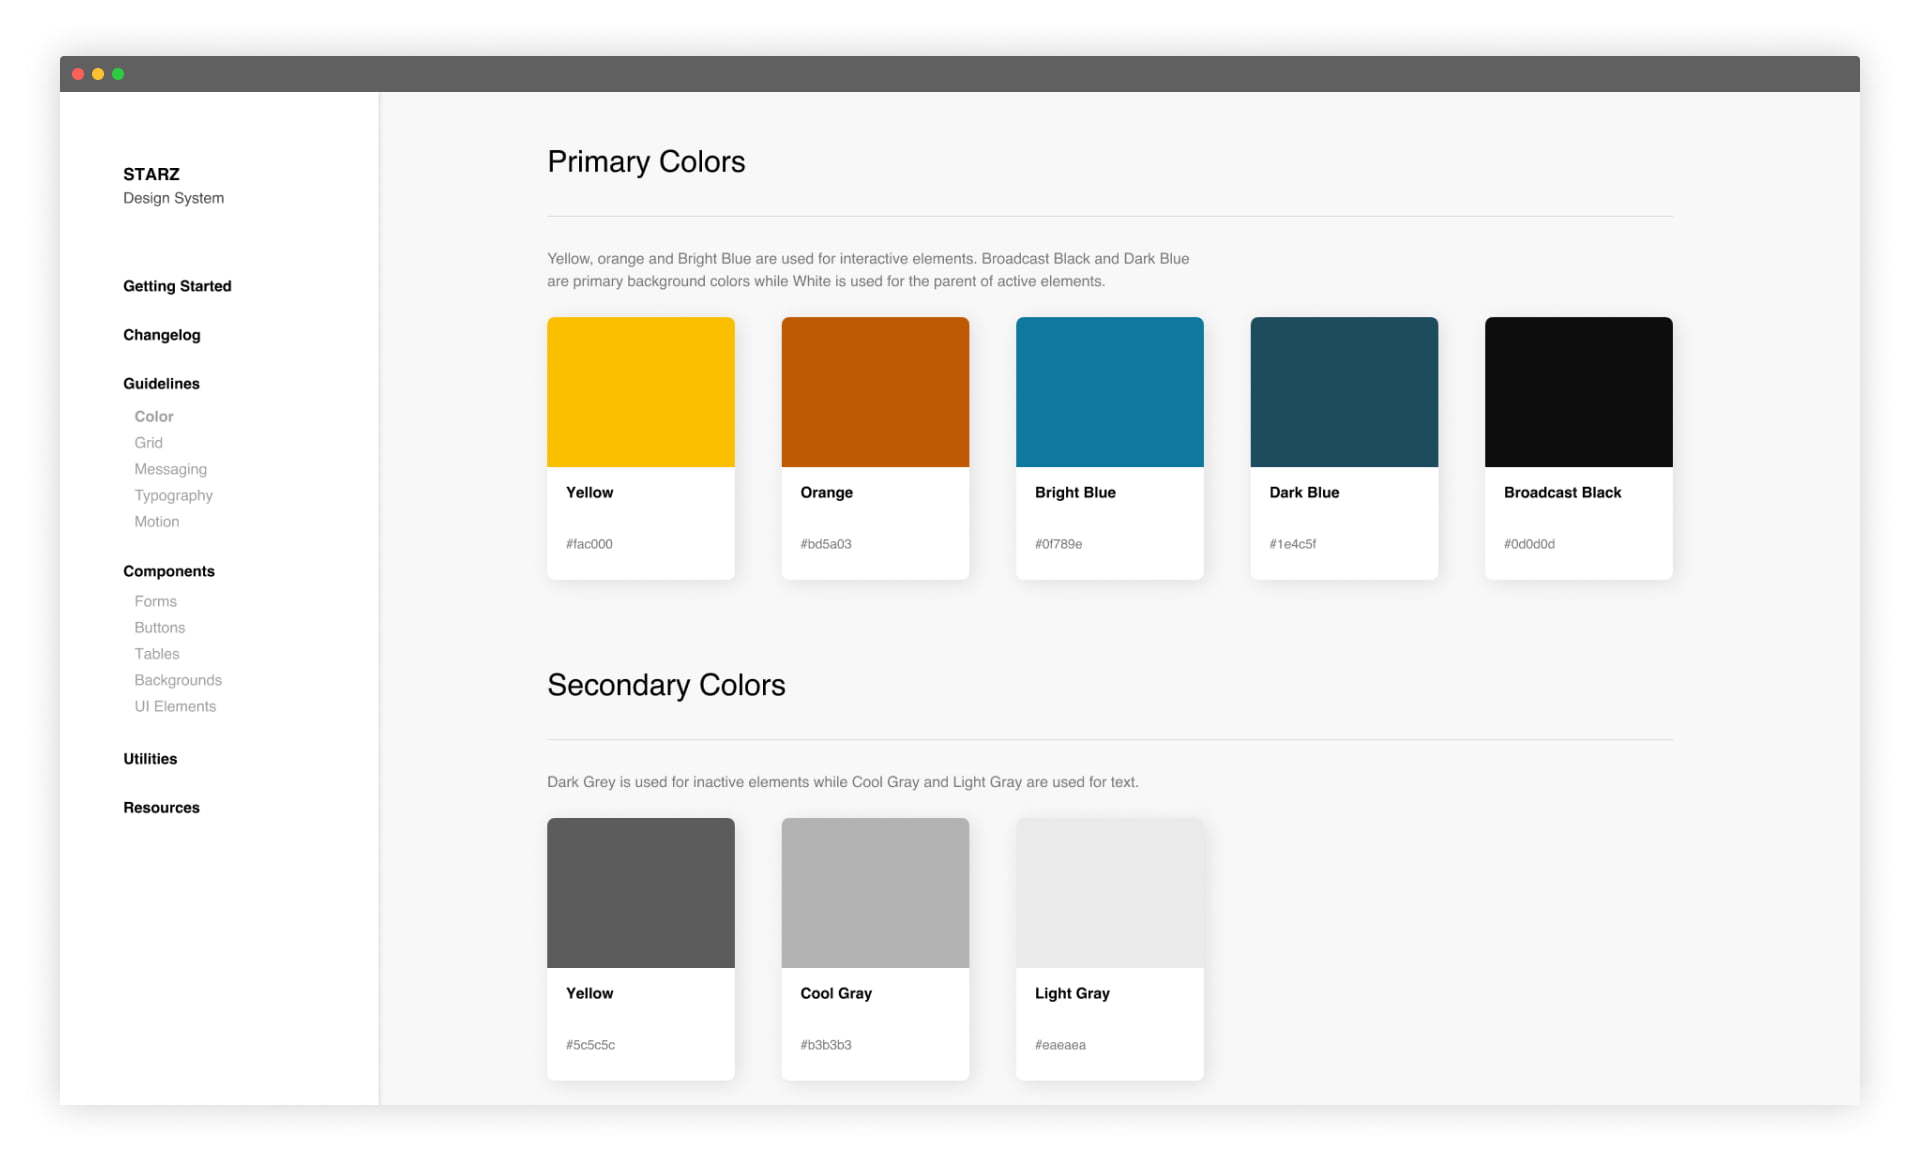 STARZ
Design System
Getting Started
Changelog
Guidelines
Color
Grid
Messaging
Typography
Motion
Components
Forms
Buttons
Tables
Backgrounds
UI Elements
Utilities
Resources
Primary Colors
Yellow, orange and Bright Blue are used for interactive elements. Broadcast Black and Dark Blue
are primary background colors while White is used for the parent of active elements.
Yellow
#fac000
Orange
#bd5a03
Bright Blue
#0f789e
Dark Blue
#1e4c5f
Broadcast Black
#0d0d0d
Secondary Colors
Dark Grey is used for inactive elements while Cool Gray and Light Gray are used for text.
Yellow
#5c5c5c
Cool Gray
#b3b3b3
Light Gray
#eaeaea